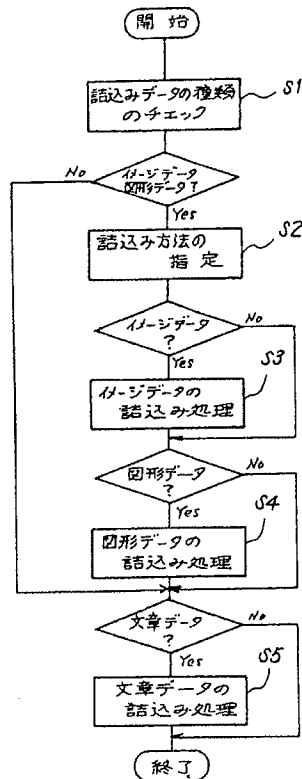 開始
詰込みデータの種類
のチェック
S1
No
イメージデータ
図形データ?
Yes
詰込み方法の
指定
S2
イメージデータ
?
No
Yes
イメージデータの
詰込み処理
S3
図形データ
?
No
Yes
図形データの
詰込み処理
S4
文章データ
?
No
Yes
文章データの
詰込み処理
S5
終了